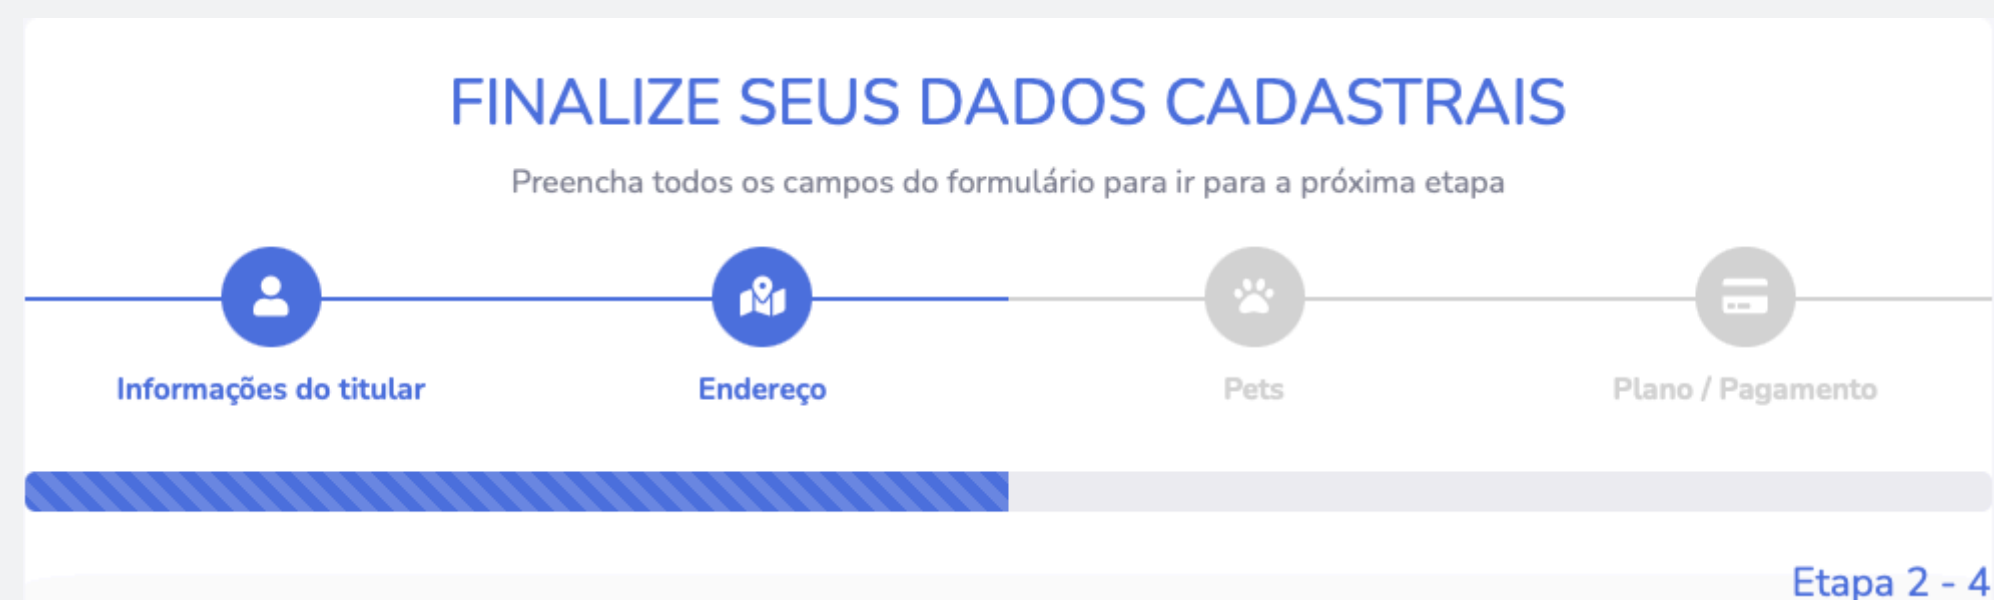 FINALIZE SEUS DADOS CADASTRAIS
Preencha todos os campos do formulário para ir para a próxima etapa
Informações do titular
Endereço
Pets
Plano / Pagamento
Etapa 2 - 4